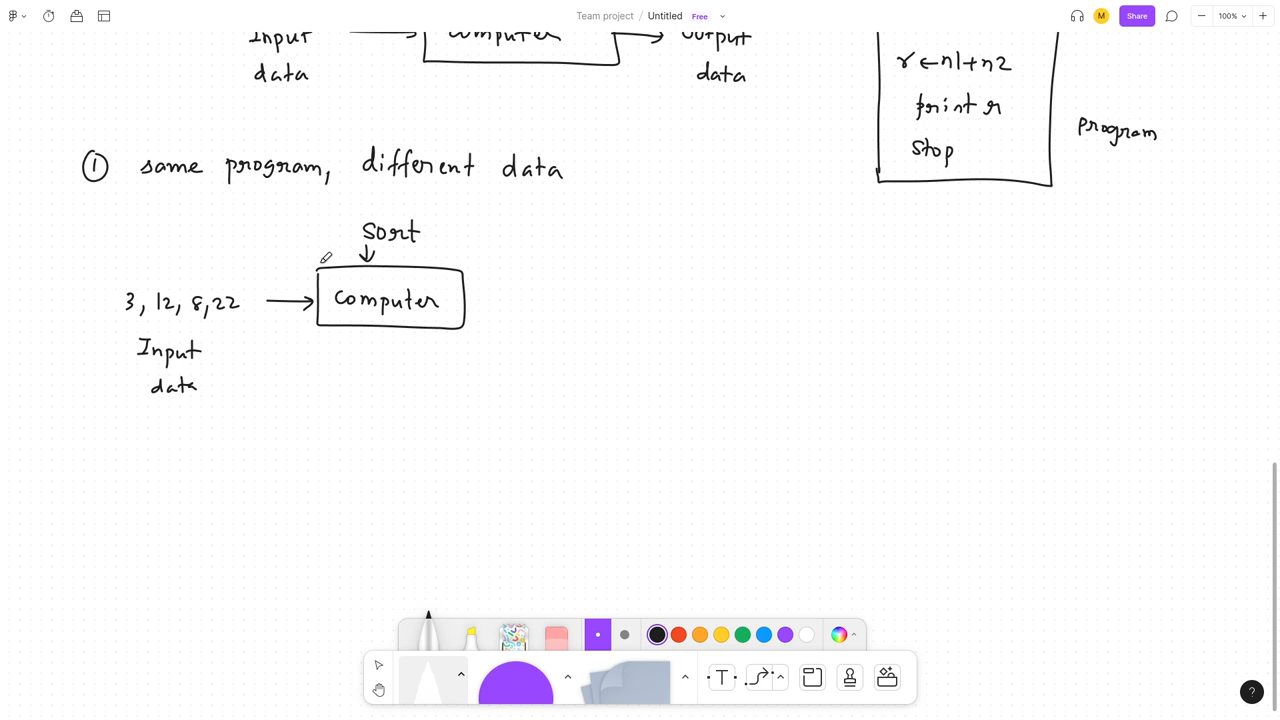 Team project / Untitled Free
M Share 100%
Input → computer → output
data data
r ← n1+n2
print r
stop
program
① same program, different data
Sort
3, 12, 8, 22 → Computer
Input
data
T
?